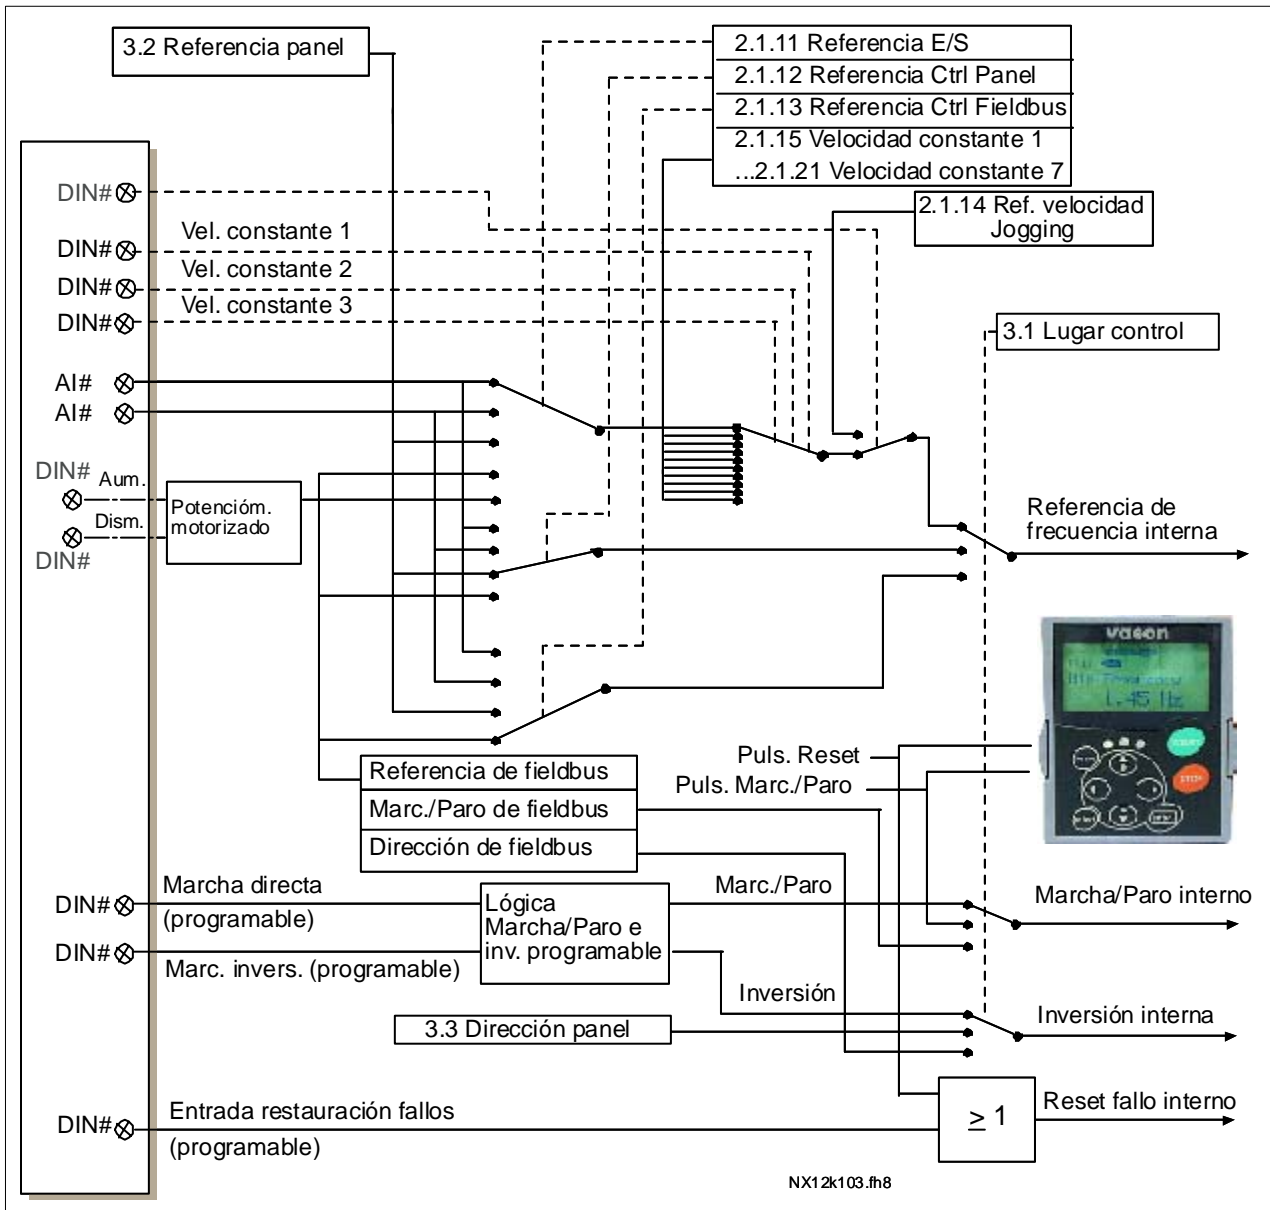 3.2 Referencia panel
2.1.11 Referencia E/S
2.1.12 Referencia Ctrl Panel
2.1.13 Referencia Ctrl Fieldbus
2.1.15 Velocidad constante 1
...2.1.21 Velocidad constante 7
2.1.14 Ref. velocidad
Jogging
3.1 Lugar control
DIN#
DIN#
Vel. constante 1
DIN#
Vel. constante 2
DIN#
Vel. constante 3
AI#
AI#
DIN#
Aum.
Dism.
DIN#
Potencióm.
motorizado
Referencia de
frecuencia interna
vacon
1.45 Hz
Puls. Reset
Puls. Marc./Paro
Referencia de fieldbus
Marc./Paro de fieldbus
Dirección de fieldbus
DIN#
Marcha directa
(programable)
DIN#
Marc. invers. (programable)
Lógica
Marcha/Paro e
inv. programable
Marc./Paro
Inversión
Marcha/Paro interno
3.3 Dirección panel
Inversión interna
DIN#
Entrada restauración fallos
(programable)
≥ 1
Reset fallo interno
NX12k103.fh8